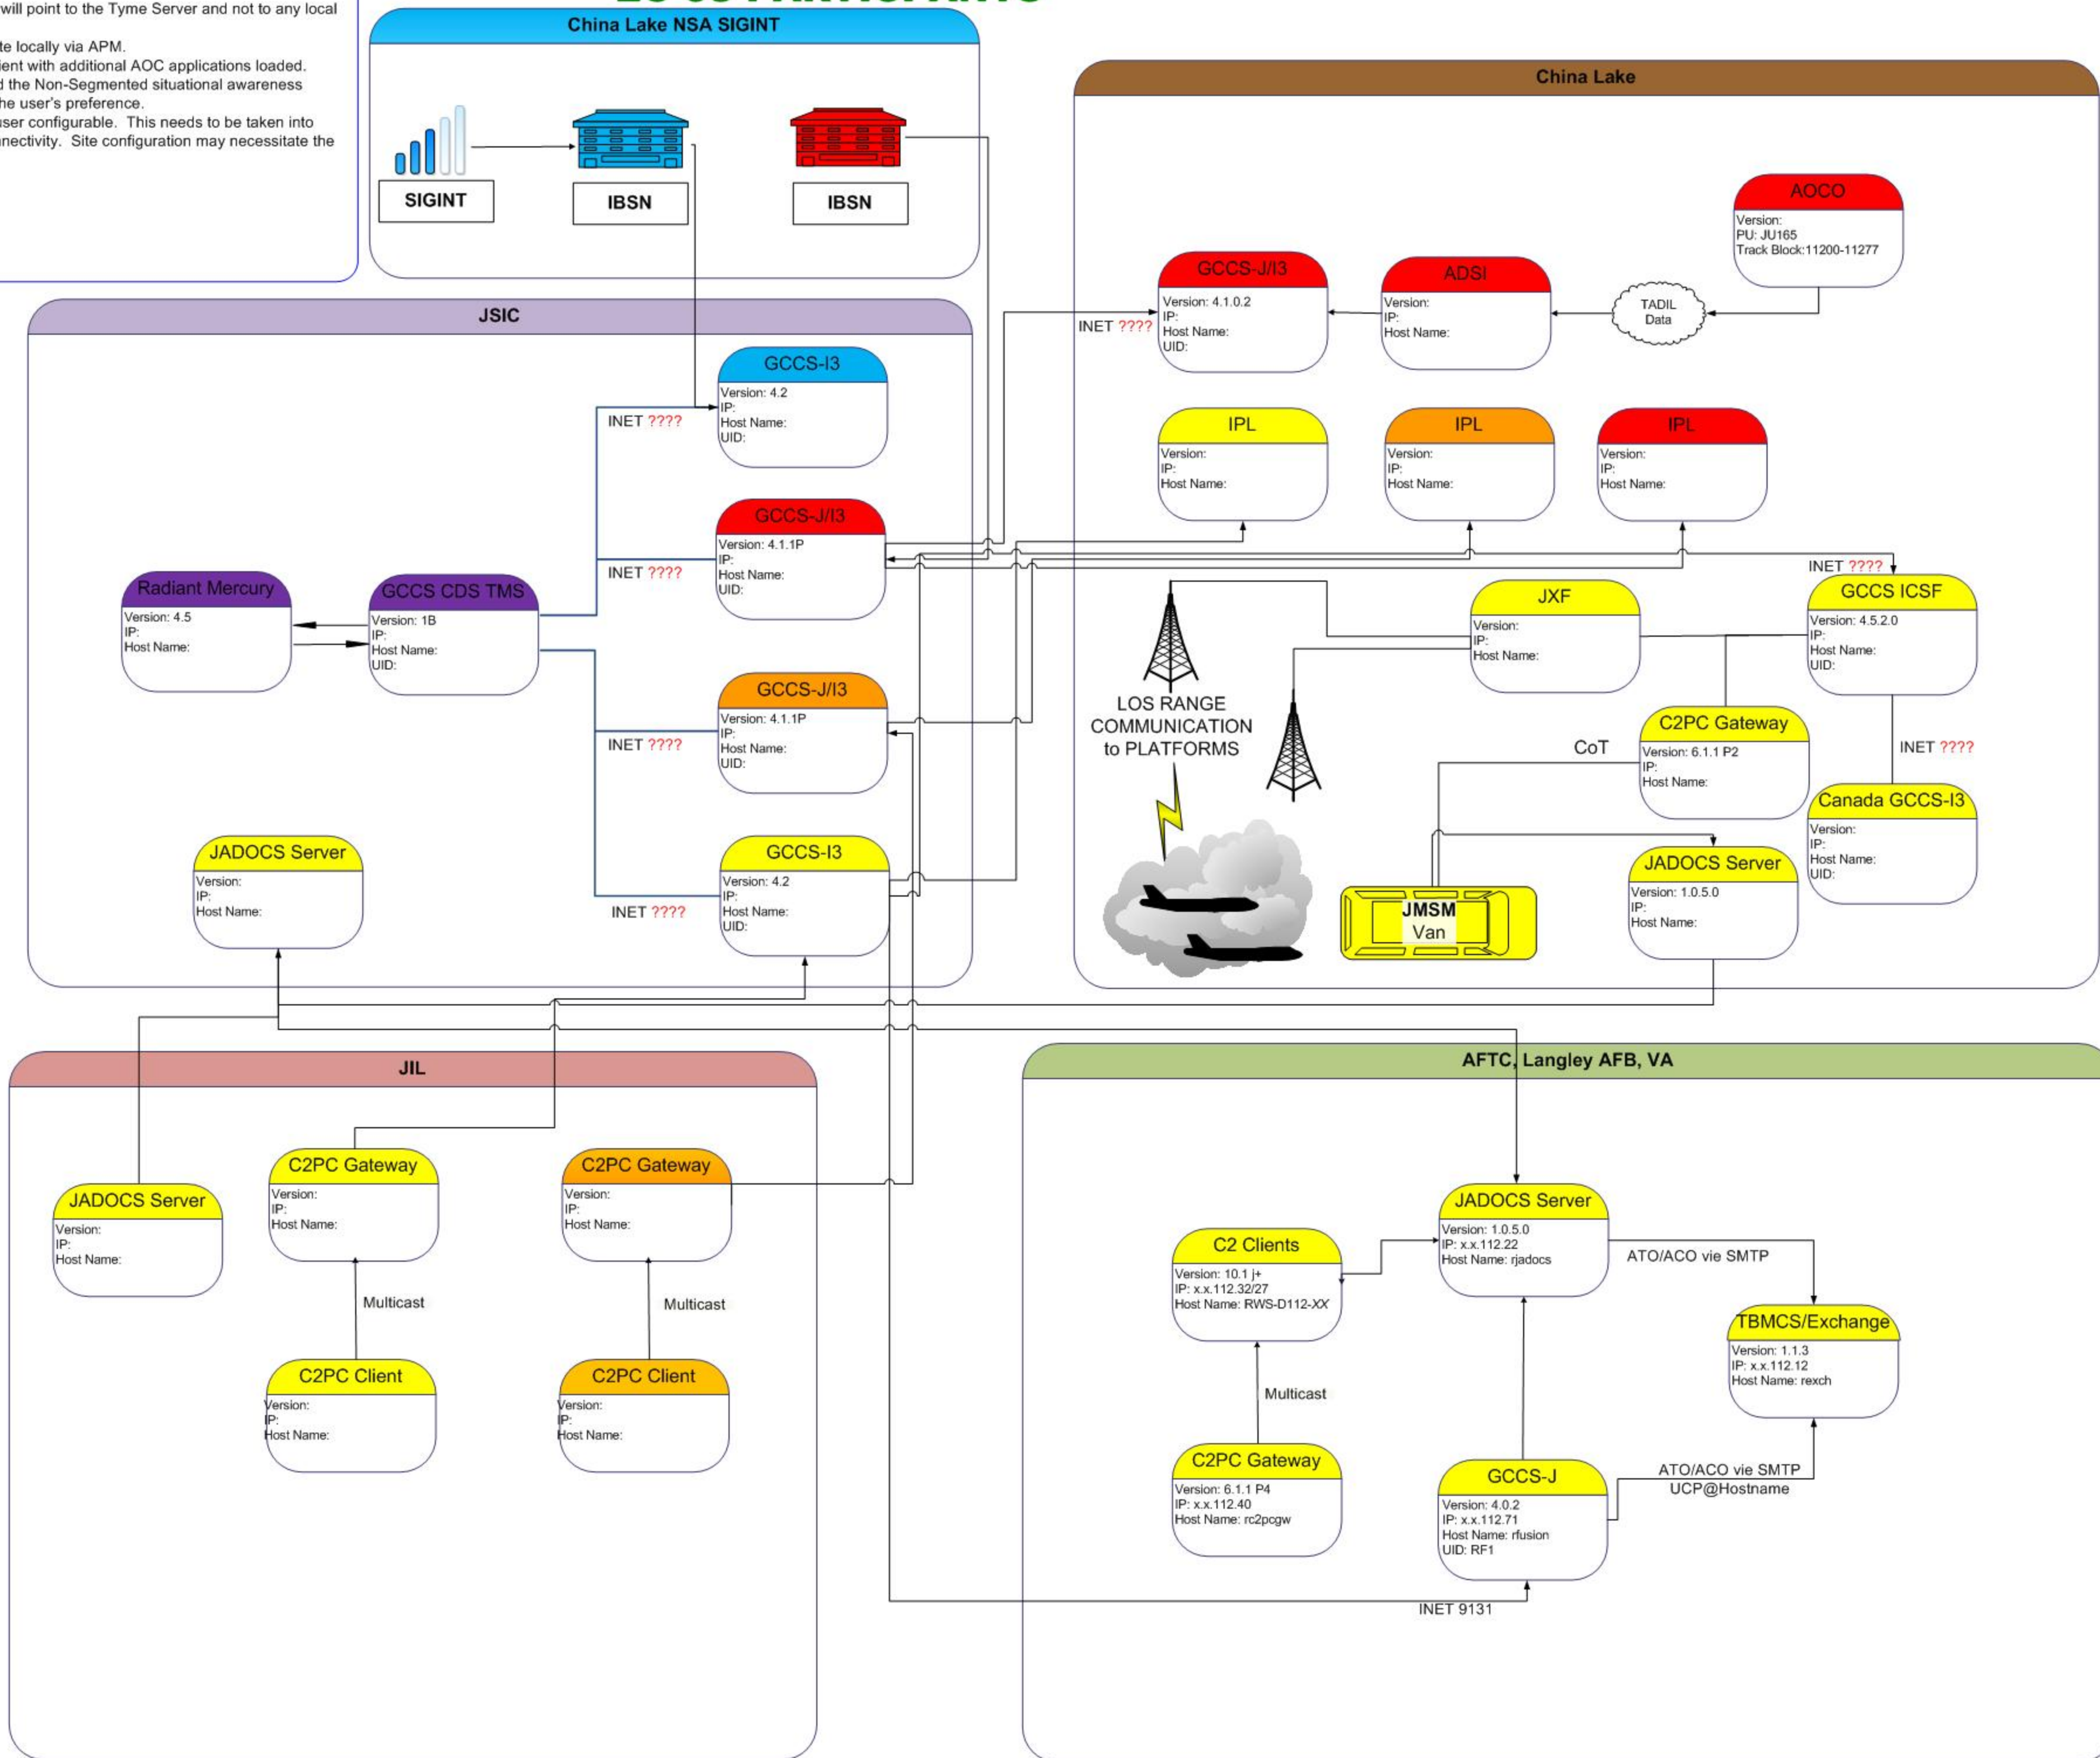 will point to the Tyme Server and not to any local
te locally via APM.
ient with additional AOC applications loaded.
d the Non-Segmented situational awareness
he user's preference.
user configurable.  This needs to be taken into
nnectivity.  Site configuration may necessitate the
China Lake NSA SIGINT
SIGINT
IBSN
IBSN
China Lake
AOCO
Version:
PU: JU165
Track Block:11200-11277
GCCS-J/I3
Version: 4.1.0.2
IP:
Host Name:
UID:
INET ????
ADSI
Version:
IP:
Host Name:
TADIL
Data
IPL
Version:
IP:
Host Name:
IPL
Version:
IP:
Host Name:
IPL
Version:
IP:
Host Name:
INET ????
JXF
Version:
IP:
Host Name:
GCCS ICSF
Version: 4.5.2.0
IP:
Host Name:
UID:
LOS RANGE
COMMUNICATION
to PLATFORMS
C2PC Gateway
Version: 6.1.1 P2
IP:
Host Name:
CoT
INET ????
Canada GCCS-I3
Version:
IP:
Host Name:
UID:
JADOCS Server
Version: 1.0.5.0
IP:
Host Name:
JMSM
Van
JSIC
GCCS-I3
Version: 4.2
IP:
Host Name:
UID:
INET ????
GCCS-J/I3
Version: 4.1.1P
IP:
Host Name:
UID:
INET ????
Radiant Mercury
Version: 4.5
IP:
Host Name:
GCCS CDS TMS
Version: 1B
IP:
Host Name:
UID:
GCCS-J/I3
Version: 4.1.1P
IP:
Host Name:
UID:
INET ????
JADOCS Server
Version:
IP:
Host Name:
GCCS-I3
Version: 4.2
IP:
Host Name:
UID:
INET ????
JIL
JADOCS Server
Version:
IP:
Host Name:
C2PC Gateway
Version:
IP:
Host Name:
C2PC Gateway
Version:
IP:
Host Name:
Multicast
Multicast
C2PC Client
Version:
IP:
Host Name:
C2PC Client
Version:
IP:
Host Name:
AFTC, Langley AFB, VA
JADOCS Server
Version: 1.0.5.0
IP: x.x.112.22
Host Name: rjadocs
C2 Clients
Version: 10.1 j+
IP: x.x.112.32/27
Host Name: RWS-D112-XX
ATO/ACO vie SMTP
TBMCS/Exchange
Version: 1.1.3
IP: x.x.112.12
Host Name: rexch
Multicast
C2PC Gateway
Version: 6.1.1 P4
IP: x.x.112.40
Host Name: rc2pcgw
GCCS-J
Version: 4.0.2
IP: x.x.112.71
Host Name: rfusion
UID: RF1
ATO/ACO vie SMTP
UCP@Hostname
INET 9131